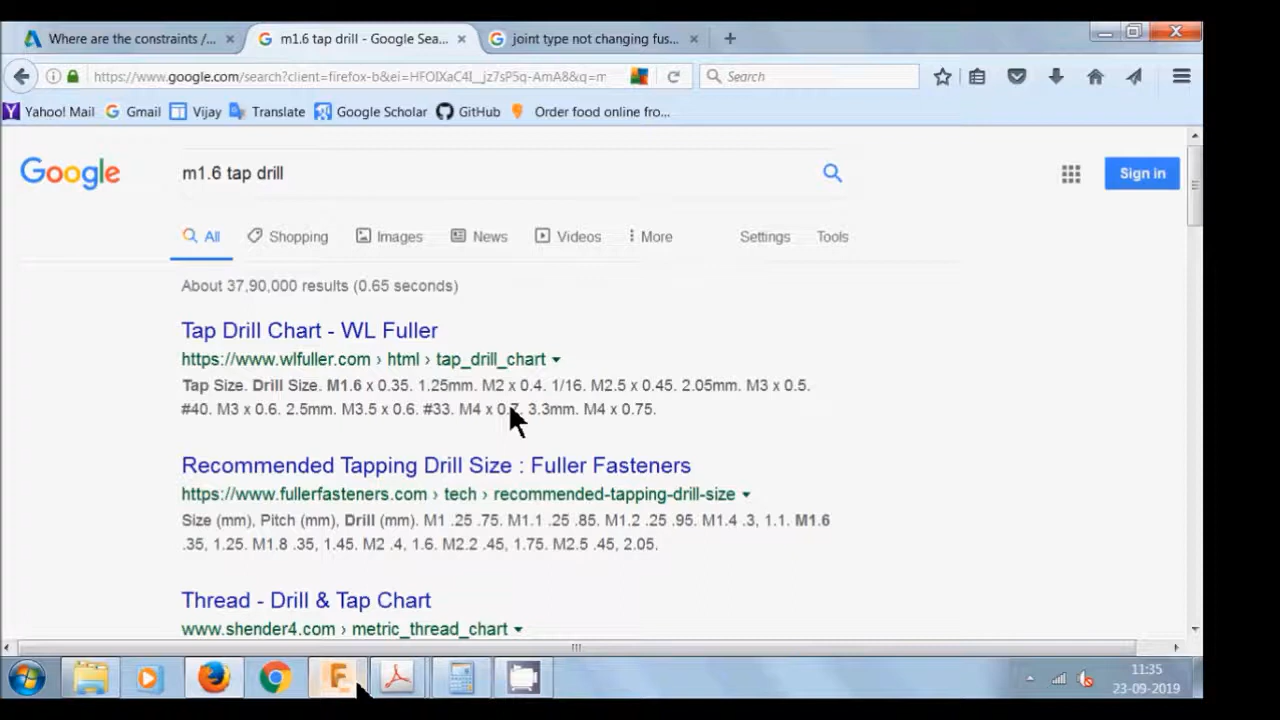 Where are the constraints /...
m1.6 tap drill - Google Sea...
joint type not changing fus...
https://www.google.com/search?client=firefox-b&ei=HFOIXaC4I__jz7sP5q-AmA8&q=m
Search
Yahoo! Mail
Gmail
Vijay
Translate
Google Scholar
GitHub
Order food online fro...
Google
m1.6 tap drill
Sign in
All
Shopping
Images
News
Videos
More
Settings
Tools
About 37,90,000 results (0.65 seconds)
Tap Drill Chart - WL Fuller
https://www.wlfuller.com › html › tap_drill_chart
Tap Size. Drill Size. M1.6 x 0.35. 1.25mm. M2 x 0.4. 1/16. M2.5 x 0.45. 2.05mm. M3 x 0.5.
#40. M3 x 0.6. 2.5mm. M3.5 x 0.6. #33. M4 x 0.7. 3.3mm. M4 x 0.75.
Recommended Tapping Drill Size : Fuller Fasteners
https://www.fullerfasteners.com › tech › recommended-tapping-drill-size
Size (mm), Pitch (mm), Drill (mm). M1 .25 .75. M1.1 .25 .85. M1.2 .25 .95. M1.4 .3, 1.1. M1.6
.35, 1.25. M1.8 .35, 1.45. M2 .4, 1.6. M2.2 .45, 1.75. M2.5 .45, 2.05.
Thread - Drill & Tap Chart
www.shender4.com › metric_thread_chart
11:35
23-09-2019